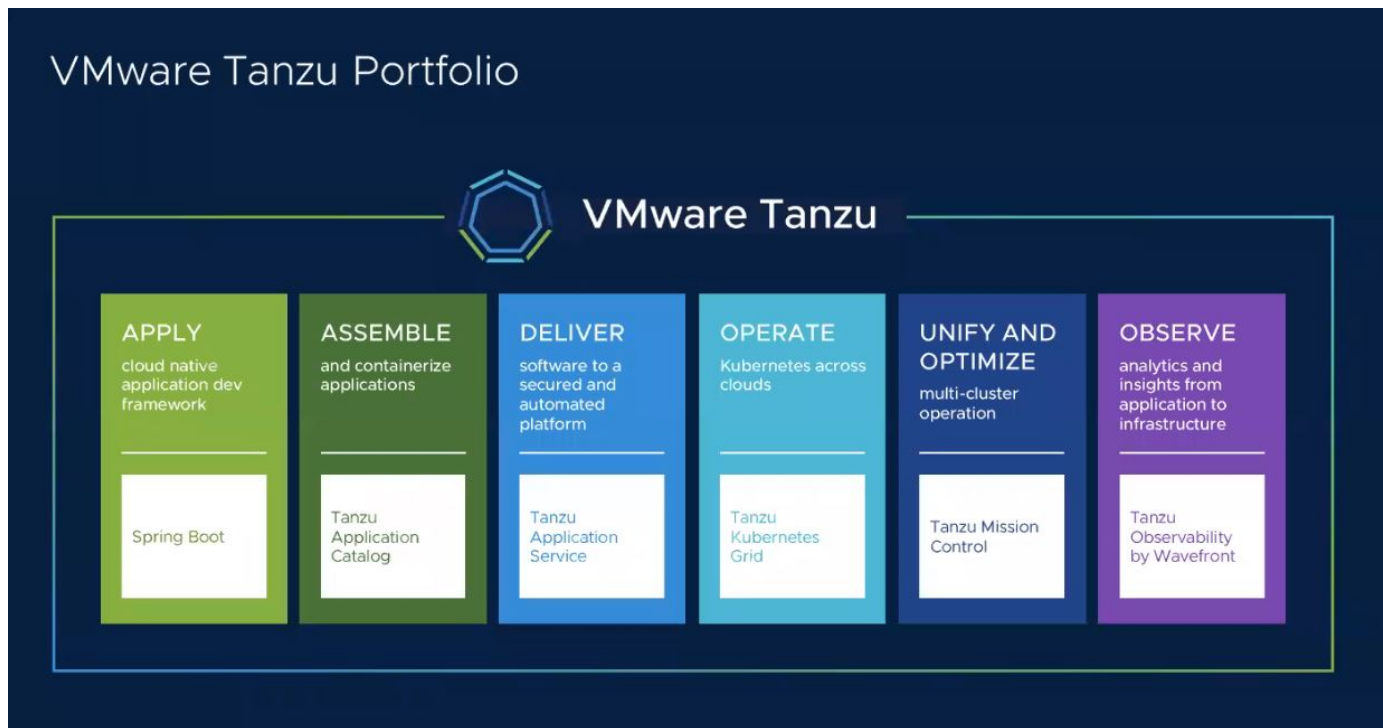 VMware Tanzu Portfolio
VMware Tanzu
APPLY
cloud native
application dev
framework
Spring Boot
ASSEMBLE
and containerize
applications
Tanzu
Application
Catalog
DELIVER
software to a
secured and
automated
platform
Tanzu
Application
Service
OPERATE
Kubernetes across
clouds
Tanzu
Kubernetes
Grid
UNIFY AND
OPTIMIZE
multi-cluster
operation
Tanzu Mission
Control
OBSERVE
analytics and
insights from
application to
infrastructure
Tanzu
Observability
by Wavefront